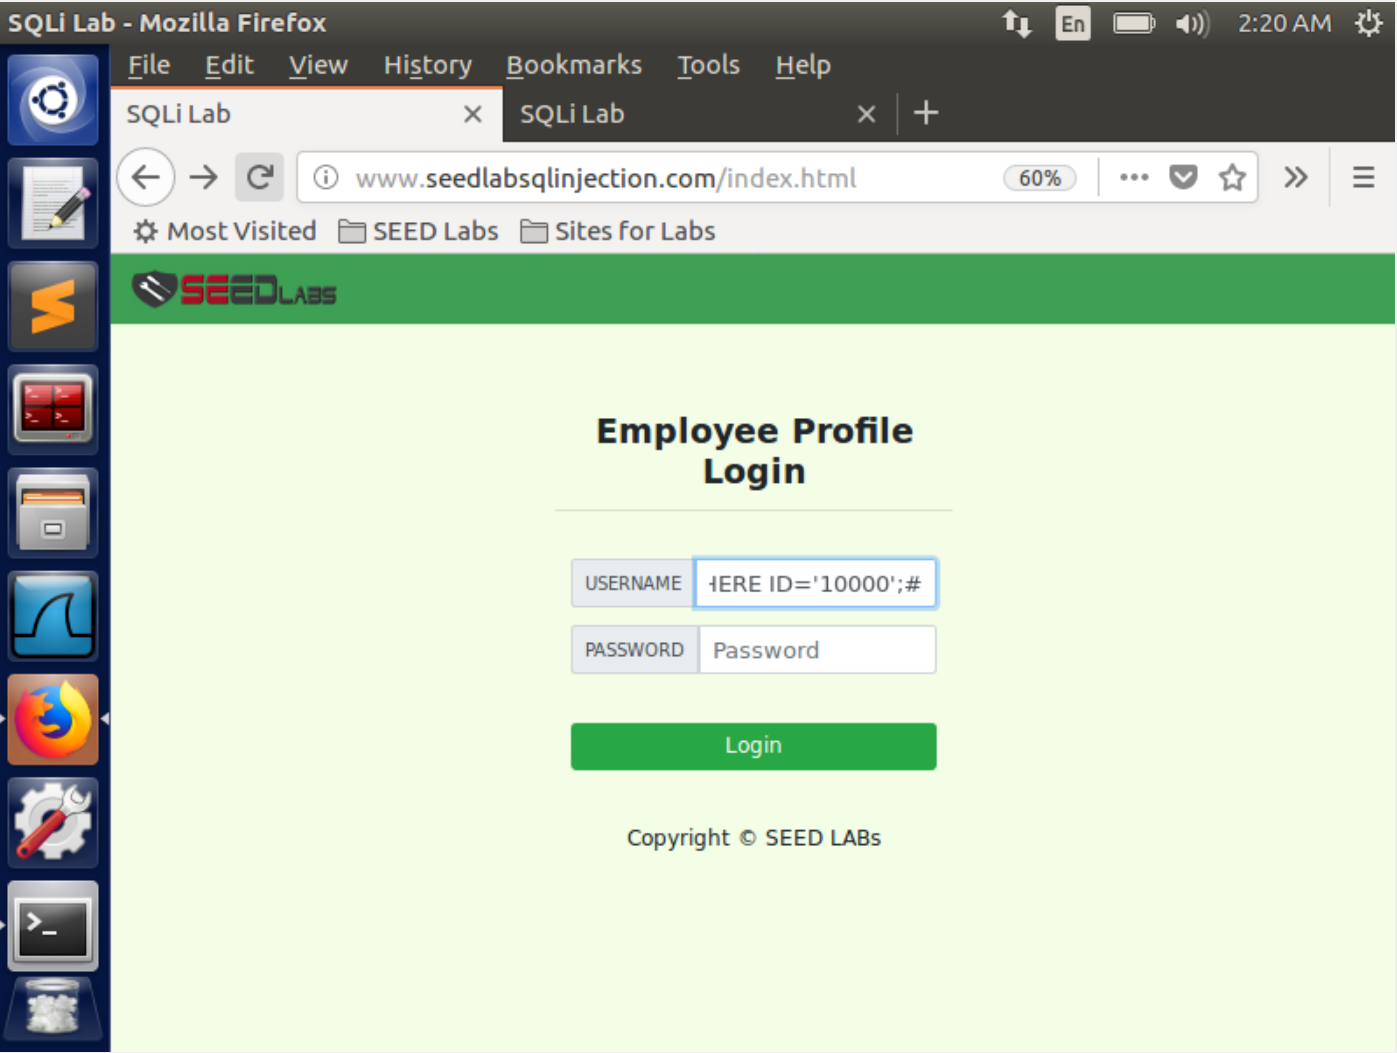 SQLi Lab - Mozilla Firefox En 2:20 AM
File Edit View History Bookmarks Tools Help
SQLi Lab × SQLi Lab × +
www.seedlabsqlinjection.com/index.html 60%
Most Visited SEED Labs Sites for Labs
SEEDLABS
Employee Profile
Login
USERNAME HERE ID='10000';#
PASSWORD Password
Login
Copyright © SEED LABs